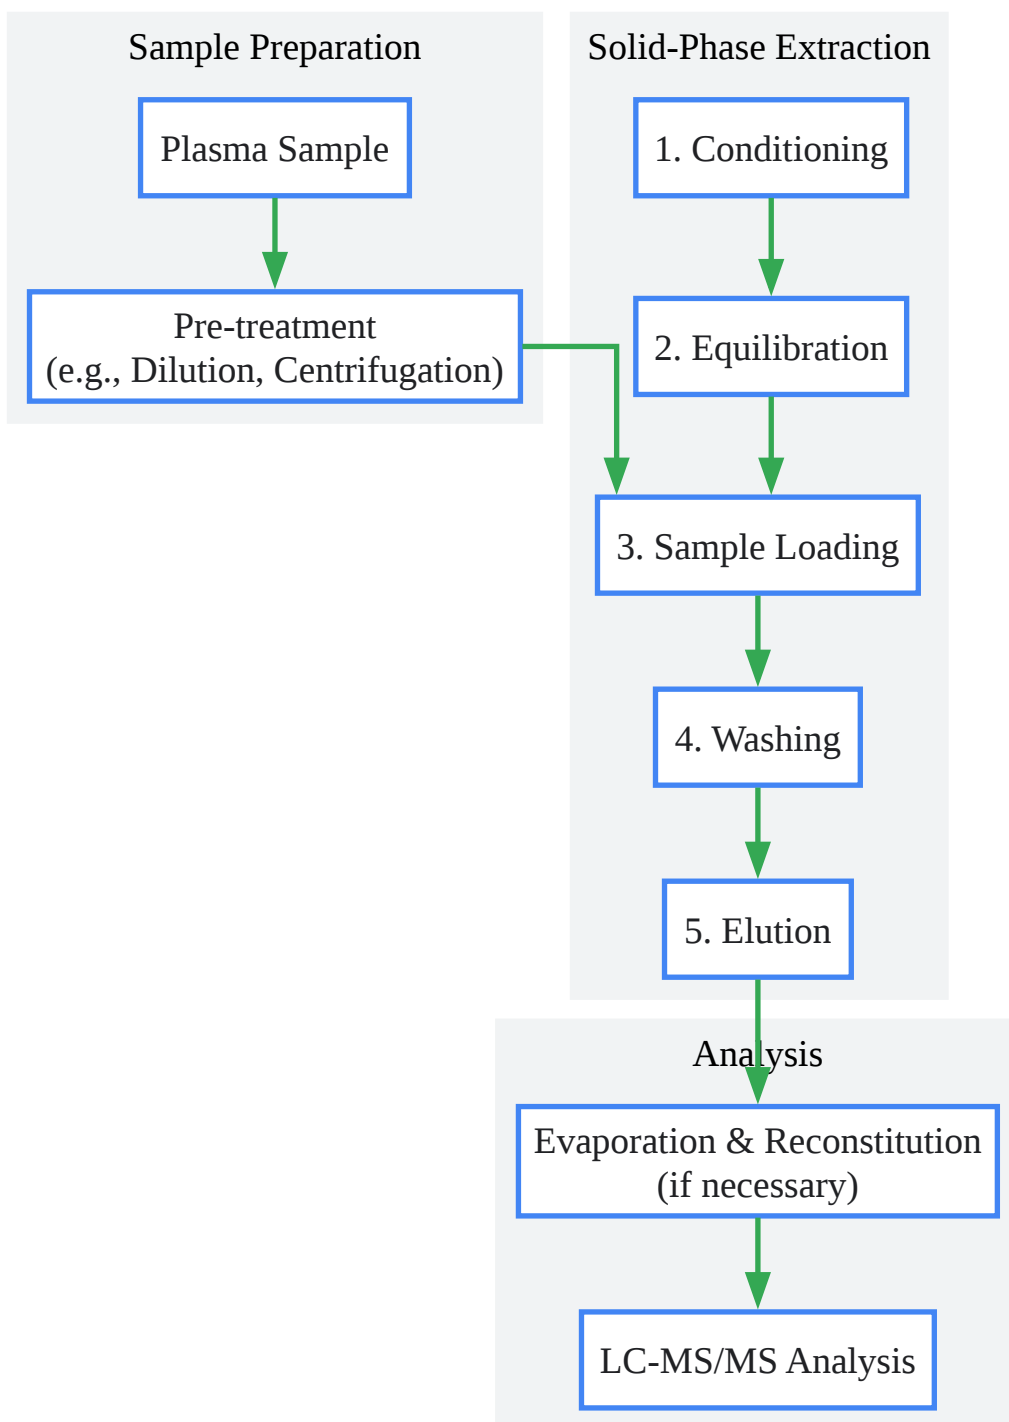 Sample Preparation
Plasma Sample
Pre-treatment
(e.g., Dilution, Centrifugation)
Solid-Phase Extraction
1. Conditioning
2. Equilibration
3. Sample Loading
4. Washing
5. Elution
Analysis
Evaporation & Reconstitution
(if necessary)
LC-MS/MS Analysis